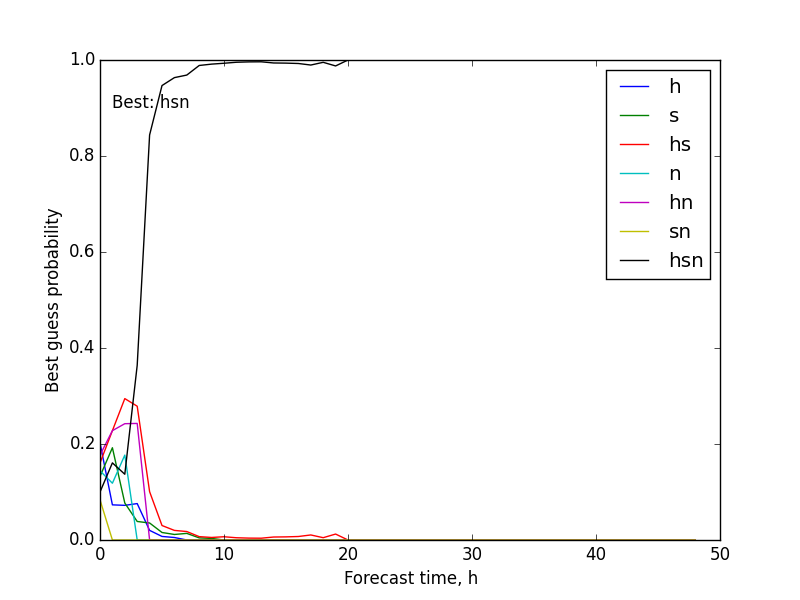 1.0
0.8
0.6
0.4
0.2
0.0
Best guess probability
Best: hsn
h
s
hs
n
hn
sn
hsn
0 10 20 30 40 50
Forecast time, h